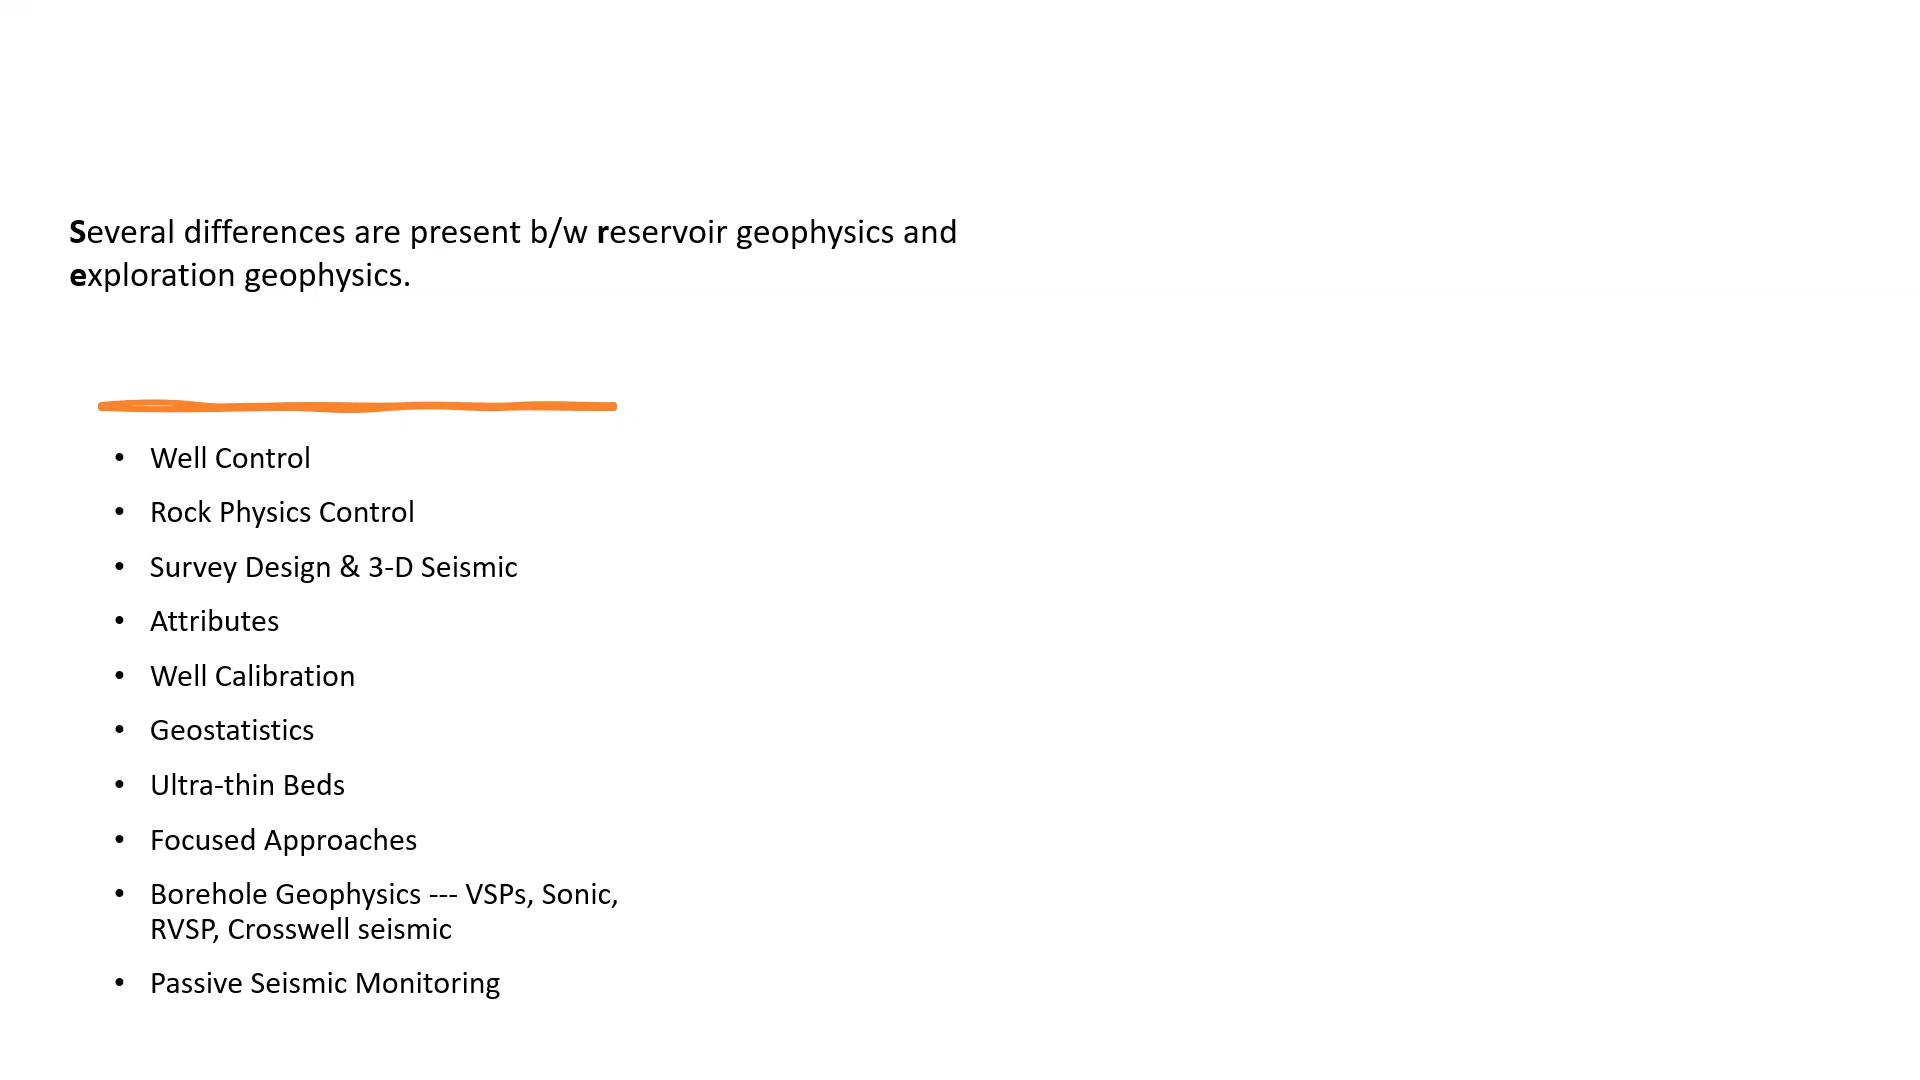 Several differences are present b/w reservoir geophysics and
exploration geophysics.
• Well Control
• Rock Physics Control
• Survey Design & 3-D Seismic
• Attributes
• Well Calibration
• Geostatistics
• Ultra-thin Beds
• Focused Approaches
• Borehole Geophysics --- VSPs, Sonic,
RVSP, Crosswell seismic
• Passive Seismic Monitoring